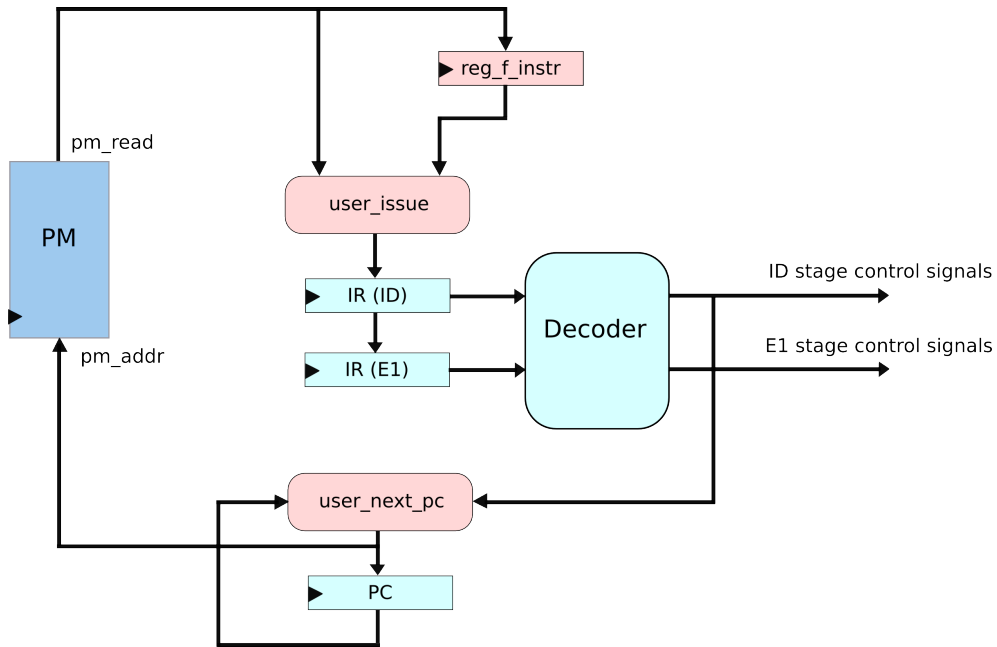 reg_f_instr
pm_read
user_issue
PM
ID stage control signals
IR (ID)
Decoder
E1 stage control signals
pm_addr
IR (E1)
user_next_pc
PC